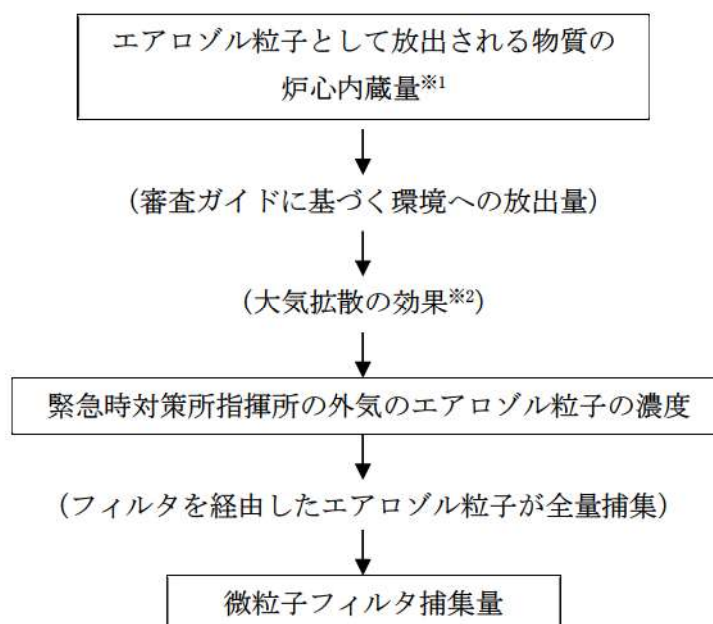 エアロゾル粒子として放出される物質の
炉心内蔵量※1
(審査ガイドに基づく環境への放出量)
(大気拡散の効果※2)
緊急時対策所指揮所の外気のエアロゾル粒子の濃度
(フィルタを経由したエアロゾル粒子が全量捕集)
微粒子フィルタ捕集量